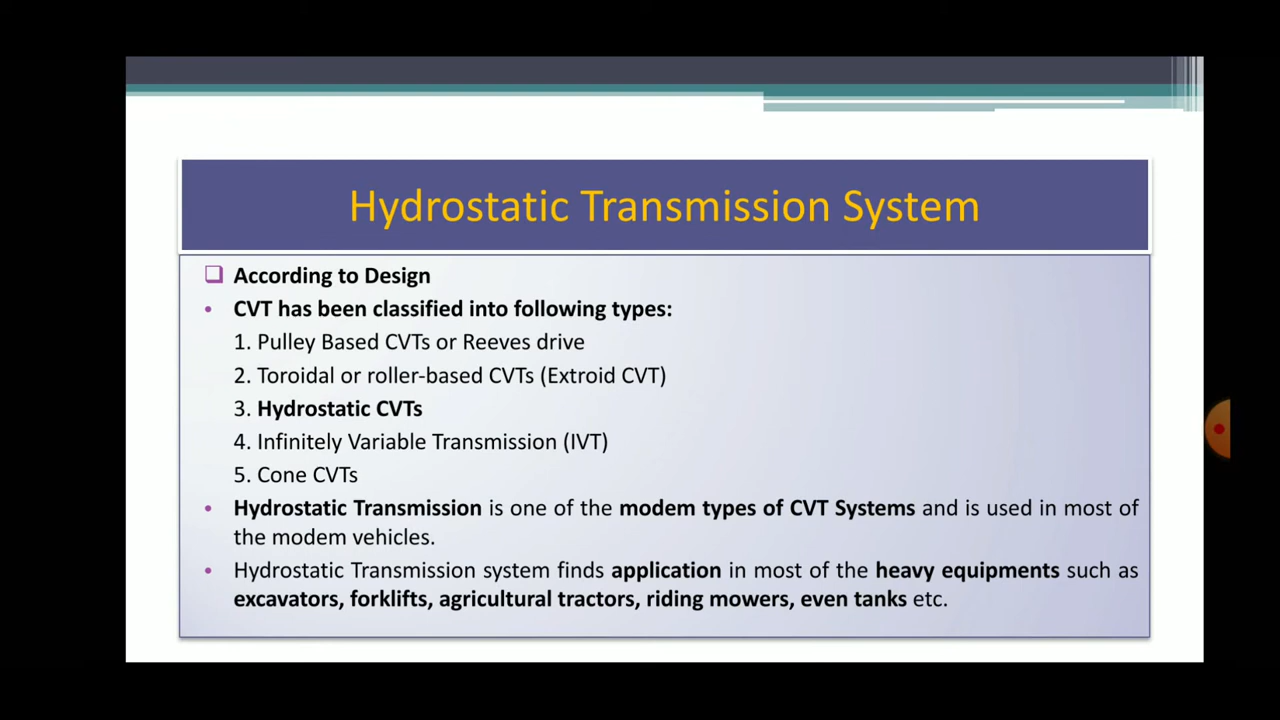 Hydrostatic Transmission System
According to Design
• CVT has been classified into following types:
1. Pulley Based CVTs or Reeves drive
2. Toroidal or roller-based CVTs (Extroid CVT)
3. Hydrostatic CVTs
4. Infinitely Variable Transmission (IVT)
5. Cone CVTs
• Hydrostatic Transmission is one of the modem types of CVT Systems and is used in most of
the modem vehicles.
• Hydrostatic Transmission system finds application in most of the heavy equipments such as
excavators, forklifts, agricultural tractors, riding mowers, even tanks etc.